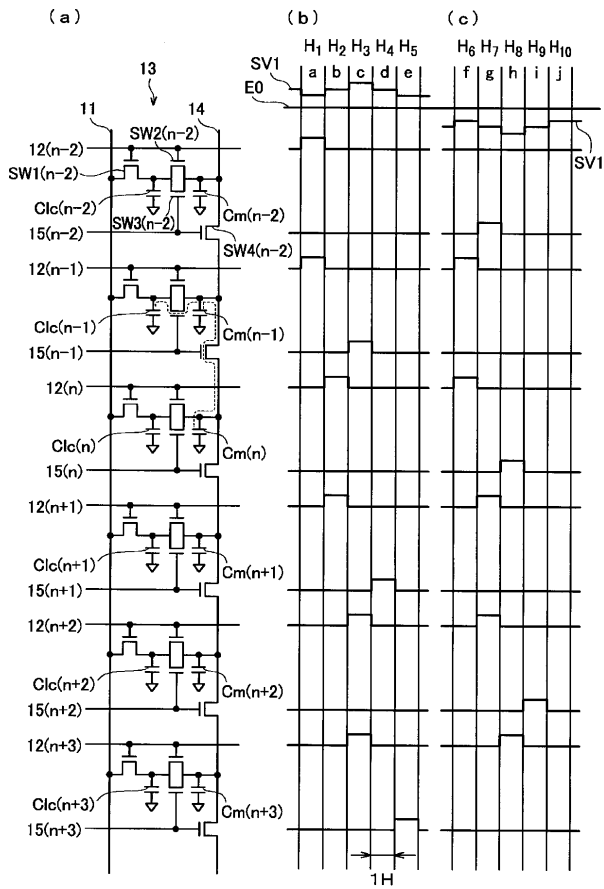 (a) (b) (c)
H1 H2 H3 H4 H5 H6 H7 H8 H9 H10
SV1 a b c d e f g h i j
E0
SV1
13
11 14
SW2(n-2)
12(n-2)
SW1(n-2)
Clc(n-2) Cm(n-2)
SW3(n-2)
15(n-2) SW4(n-2)
12(n-1)
Clc(n-1) Cm(n-1)
15(n-1)
12(n)
Clc(n) Cm(n)
15(n)
12(n+1)
Clc(n+1) Cm(n+1)
15(n+1)
12(n+2)
Clc(n+2) Cm(n+2)
15(n+2)
12(n+3)
Clc(n+3) Cm(n+3)
15(n+3)
1H